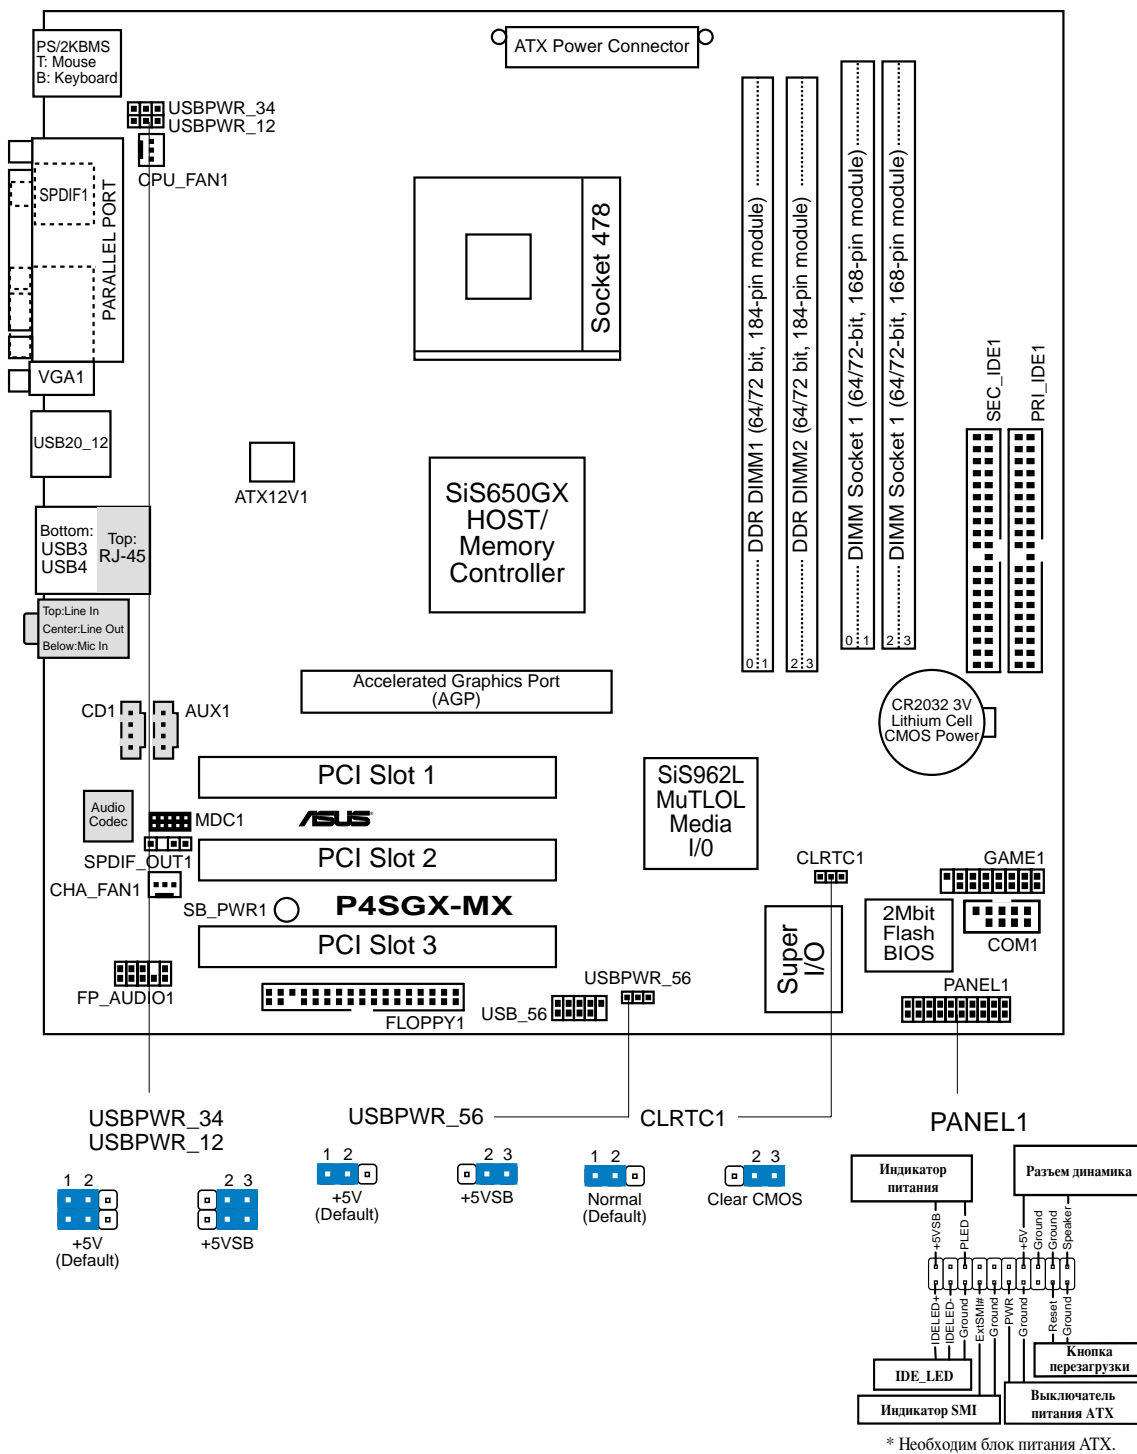 PS/2KBMS
T: Mouse
B: Keyboard
ATX Power Connector
USBPWR_34
USBPWR_12
CPU_FAN1
SPDIF1
PARALLEL PORT
VGA1
USB20_12
Socket 478
DDR DIMM1 (64/72 bit, 184-pin module)
DDR DIMM2 (64/72 bit, 184-pin module)
DIMM Socket 1 (64/72-bit, 168-pin module)
DIMM Socket 1 (64/72-bit, 168-pin module)
0 1
2 3
0 1
2 3
SEC_IDE1
PRI_IDE1
ATX12V1
SiS650GX
HOST/
Memory
Controller
Bottom:
USB3
USB4
Top:
RJ-45
Top:Line In
Center:Line Out
Below:Mic In
Accelerated Graphics Port
(AGP)
CR2032 3V
Lithium Cell
CMOS Power
CD1
AUX1
PCI Slot 1
SiS962L
MuTLOL
Media
I/0
Audio
Codec
MDC1
ASUS
SPDIF_OUT1
PCI Slot 2
CLRTC1
GAME1
CHA_FAN1
SB_PWR1
P4SGX-MX
Super
I/O
2Mbit
Flash
BIOS
COM1
PCI Slot 3
FP_AUDIO1
FLOPPY1
USB_56
USBPWR_56
PANEL1
USBPWR_34
USBPWR_12
1 2
+5V
(Default)
2 3
+5VSB
USBPWR_56
1 2
+5V
(Default)
2 3
+5VSB
CLRTC1
1 2
Normal
(Default)
2 3
Clear CMOS
PANEL1
Индикатор
питания
Разъем динамика
+5VSB
PLED
+5V
Ground
Ground
Speaker
IDELED+
IDELED-
Ground
ExtSMI#
Ground
PWR
Ground
Reset
Ground
Кнопка
перезагрузки
IDE_LED
Индикатор SMI
Выключатель
питания ATX
* Необходим блок питания ATX.